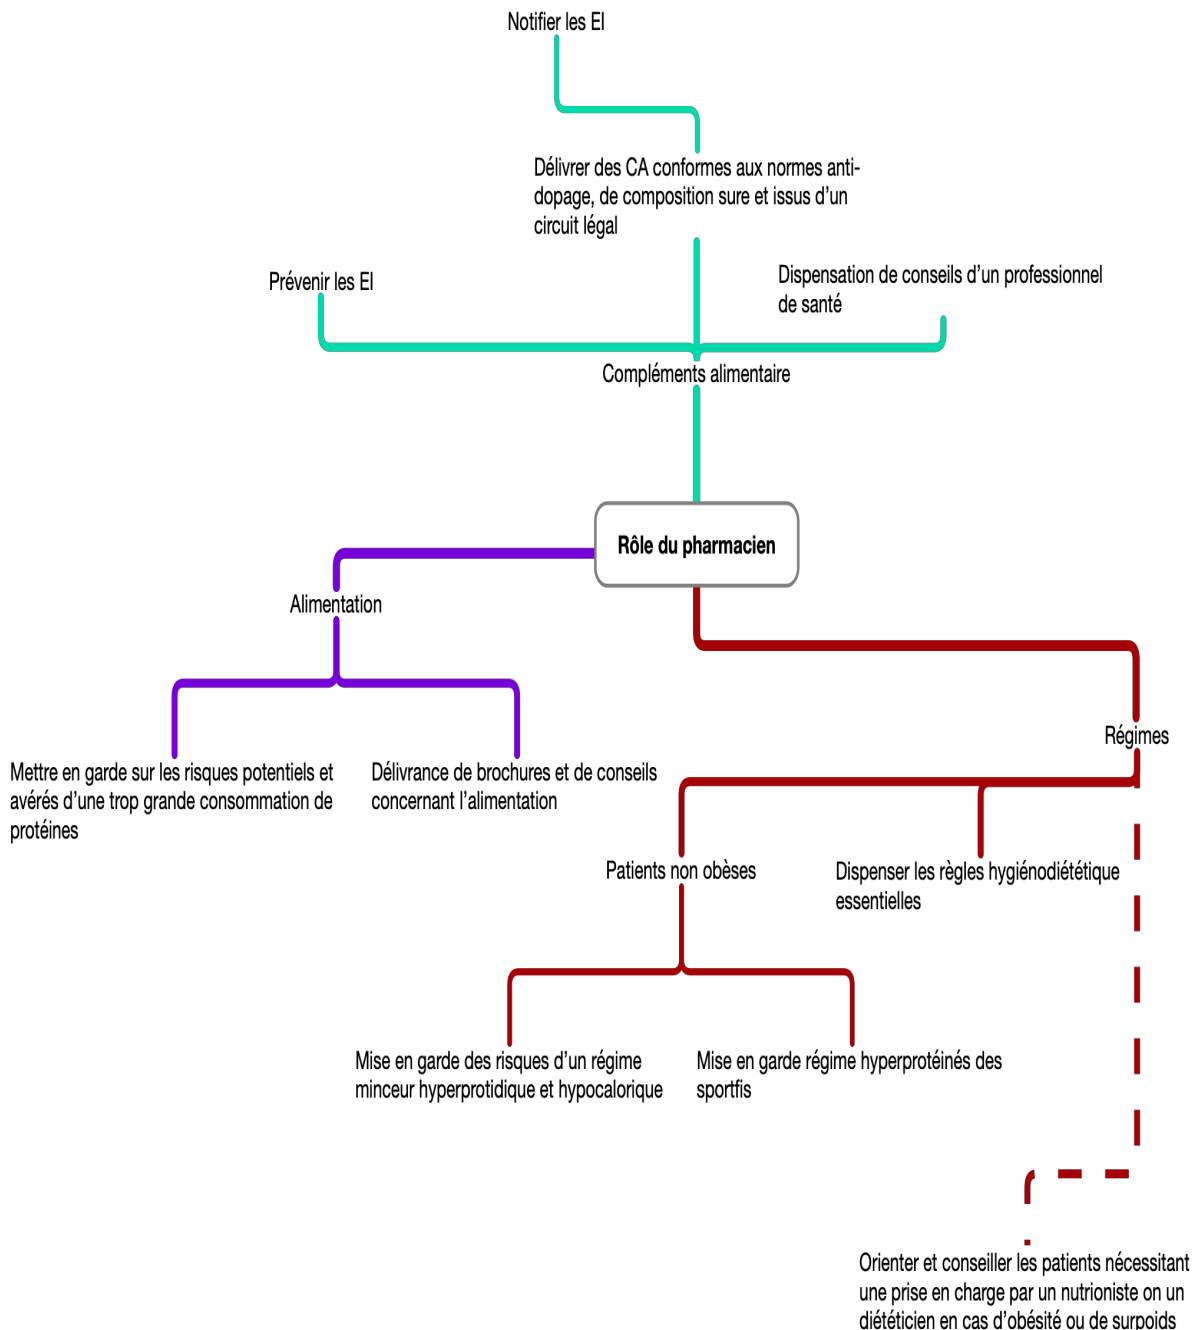 Notifier les EI
Délivrer des CA conformes aux normes anti-
dopage, de composition sure et issus d'un
circuit légal
Prévenir les EI
Dispensation de conseils d'un professionnel
de santé
Compléments alimentaire
Rôle du pharmacien
Alimentation
Régimes
Mettre en garde sur les risques potentiels et
avérés d'une trop grande consommation de
protéines
Délivrance de brochures et de conseils
concernant l'alimentation
Patients non obèses
Dispenser les règles hygiénodiététique
essentielles
Mise en garde des risques d'un régime
minceur hyperprotidique et hypocalorique
Mise en garde régime hyperprotéinés des
sportfis
Orienter et conseiller les patients nécessitant
une prise en charge par un nutrioniste on un
diététicien en cas d'obésité ou de surpoids